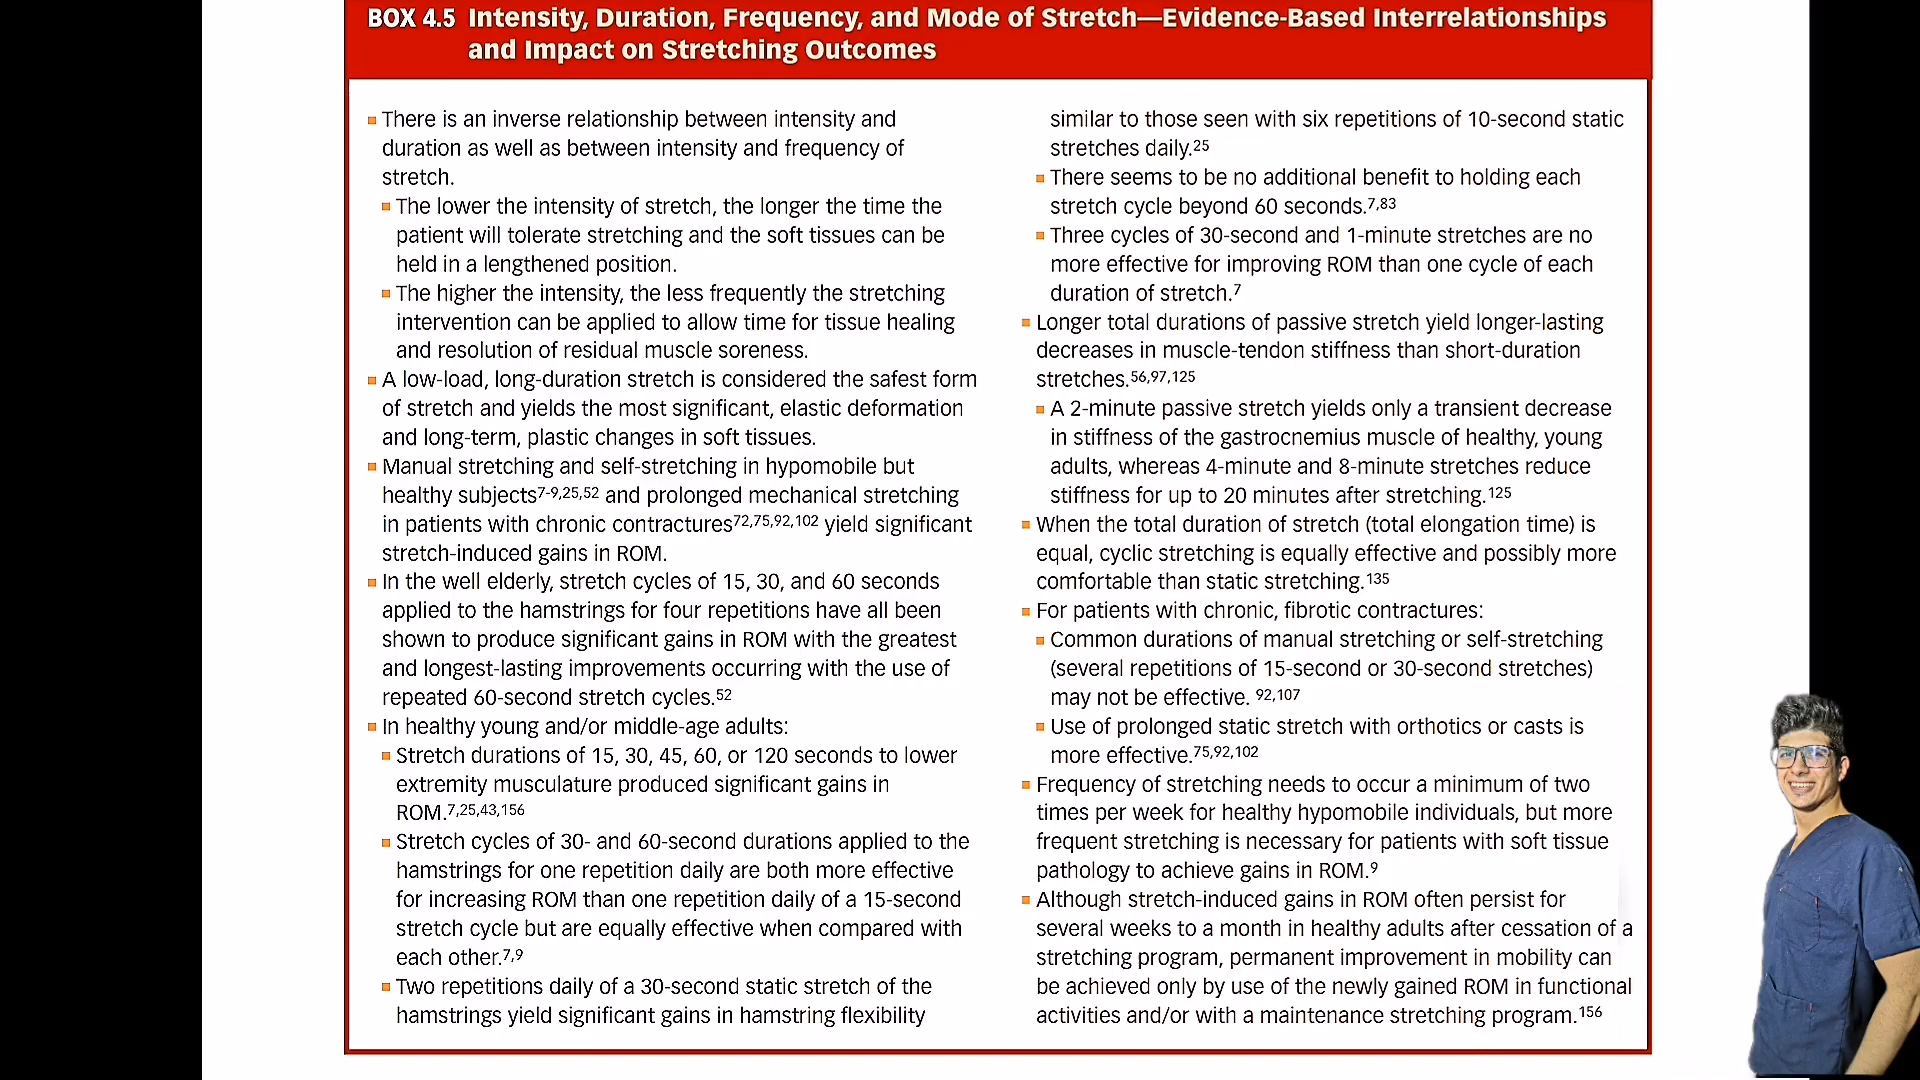 BOX 4.5 Intensity, Duration, Frequency, and Mode of Stretch—Evidence-Based Interrelationships
and Impact on Stretching Outcomes
■ There is an inverse relationship between intensity and
duration as well as between intensity and frequency of
stretch.
■ The lower the intensity of stretch, the longer the time the
patient will tolerate stretching and the soft tissues can be
held in a lengthened position.
■ The higher the intensity, the less frequently the stretching
intervention can be applied to allow time for tissue healing
and resolution of residual muscle soreness.
■ A low-load, long-duration stretch is considered the safest form
of stretch and yields the most significant, elastic deformation
and long-term, plastic changes in soft tissues.
■ Manual stretching and self-stretching in hypomobile but
healthy subjects7-9,25,52 and prolonged mechanical stretching
in patients with chronic contractures72,75,92,102 yield significant
stretch-induced gains in ROM.
■ In the well elderly, stretch cycles of 15, 30, and 60 seconds
applied to the hamstrings for four repetitions have all been
shown to produce significant gains in ROM with the greatest
and longest-lasting improvements occurring with the use of
repeated 60-second stretch cycles.52
■ In healthy young and/or middle-age adults:
■ Stretch durations of 15, 30, 45, 60, or 120 seconds to lower
extremity musculature produced significant gains in
ROM.7,25,43,156
■ Stretch cycles of 30- and 60-second durations applied to the
hamstrings for one repetition daily are both more effective
for increasing ROM than one repetition daily of a 15-second
stretch cycle but are equally effective when compared with
each other.7,9
■ Two repetitions daily of a 30-second static stretch of the
hamstrings yield significant gains in hamstring flexibility
similar to those seen with six repetitions of 10-second static
stretches daily.25
■ There seems to be no additional benefit to holding each
stretch cycle beyond 60 seconds.7,83
■ Three cycles of 30-second and 1-minute stretches are no
more effective for improving ROM than one cycle of each
duration of stretch.7
■ Longer total durations of passive stretch yield longer-lasting
decreases in muscle-tendon stiffness than short-duration
stretches.56,97,125
■ A 2-minute passive stretch yields only a transient decrease
in stiffness of the gastrocnemius muscle of healthy, young
adults, whereas 4-minute and 8-minute stretches reduce
stiffness for up to 20 minutes after stretching.125
■ When the total duration of stretch (total elongation time) is
equal, cyclic stretching is equally effective and possibly more
comfortable than static stretching.135
■ For patients with chronic, fibrotic contractures:
■ Common durations of manual stretching or self-stretching
(several repetitions of 15-second or 30-second stretches)
may not be effective. 92,107
■ Use of prolonged static stretch with orthotics or casts is
more effective.75,92,102
■ Frequency of stretching needs to occur a minimum of two
times per week for healthy hypomobile individuals, but more
frequent stretching is necessary for patients with soft tissue
pathology to achieve gains in ROM.9
■ Although stretch-induced gains in ROM often persist for
several weeks to a month in healthy adults after cessation of a
stretching program, permanent improvement in mobility can
be achieved only by use of the newly gained ROM in functional
activities and/or with a maintenance stretching program.156